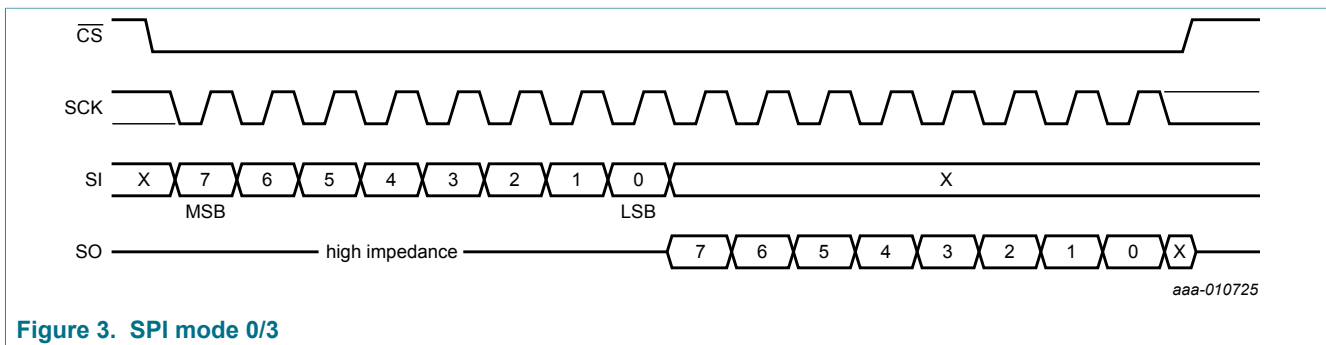 CS
SCK
SI X 7 6 5 4 3 2 1 0 X
MSB LSB
SO high impedance 7 6 5 4 3 2 1 0 X
aaa-010725
Figure 3. SPI mode 0/3